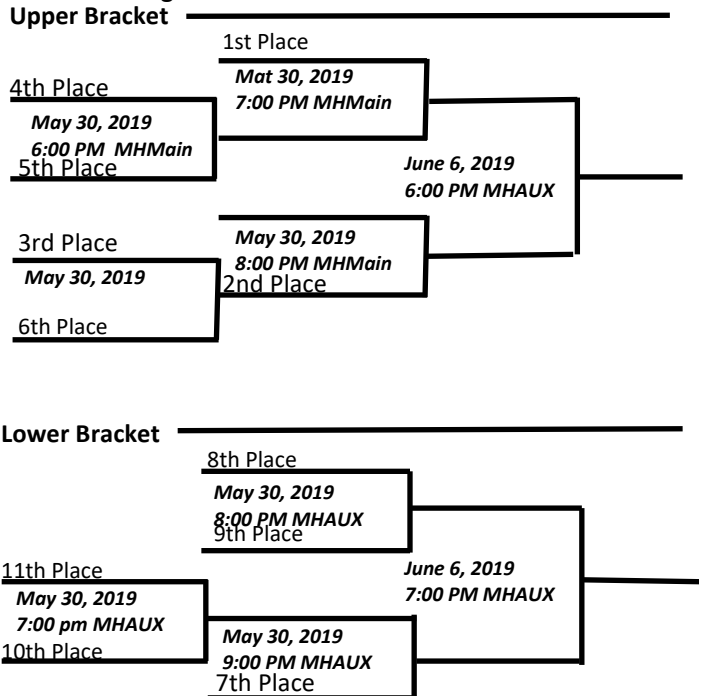 Upper Bracket
1st Place
Mat 30, 2019
7:00 PM MHMain
4th Place
May 30, 2019
6:00 PM MHMain
5th Place
June 6, 2019
6:00 PM MHAUX
3rd Place
May 30, 2019
May 30, 2019
8:00 PM MHMain
2nd Place
6th Place
Lower Bracket
8th Place
May 30, 2019
8:00 PM MHAUX
9th Place
11th Place
May 30, 2019
7:00 pm MHAUX
10th Place
June 6, 2019
7:00 PM MHAUX
May 30, 2019
9:00 PM MHAUX
7th Place